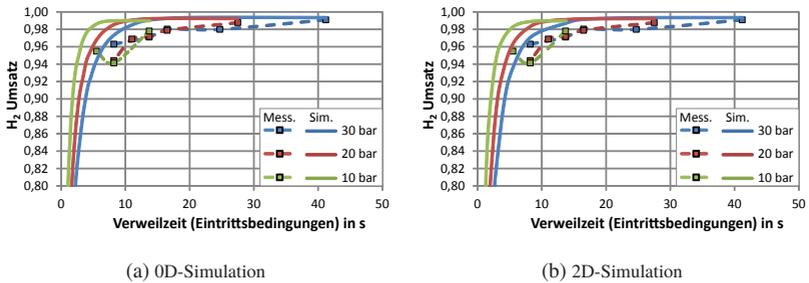 1,00
0,98
0,96
0,94
0,92
0,90
0,88
0,86
0,84
0,82
0,80
H₂ Umsatz
Mess. Sim.
30 bar
20 bar
10 bar
0 10 20 30 40 50
Verweilzeit (Eintrittsbedingungen) in s
(a) 0D-Simulation
1,00
0,98
0,96
0,94
0,92
0,90
0,88
0,86
0,84
0,82
0,80
H₂ Umsatz
Mess. Sim.
30 bar
20 bar
10 bar
0 10 20 30 40 50
Verweilzeit (Eintrittsbedingungen) in s
(b) 2D-Simulation